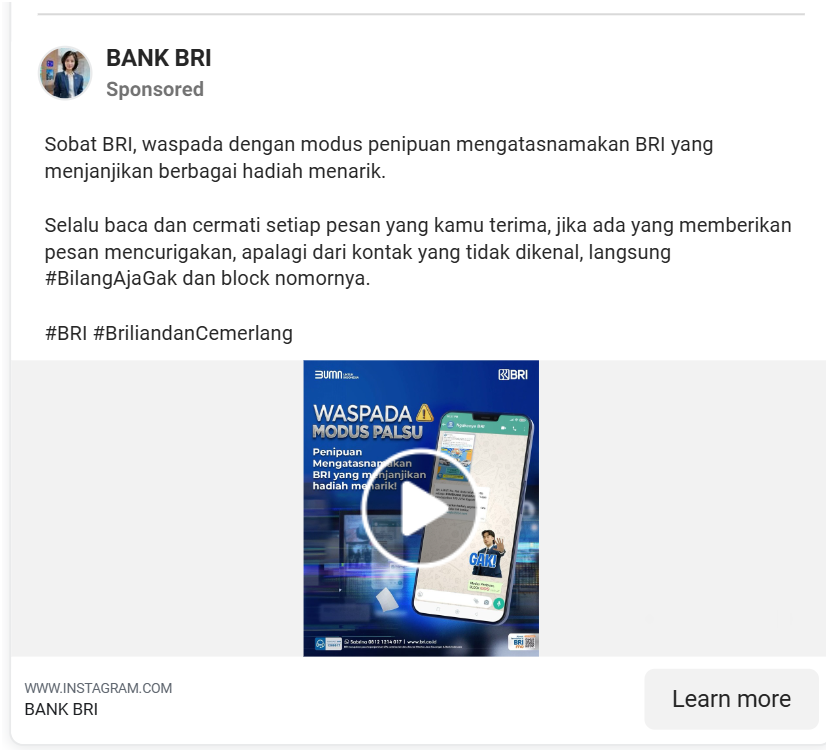 BANK BRI
Sponsored
Sobat BRI, waspada dengan modus penipuan mengatasnamakan BRI yang
menjanjikan berbagai hadiah menarik.
Selalu baca dan cermati setiap pesan yang kamu terima, jika ada yang memberikan
pesan mencurigakan, apalagi dari kontak yang tidak dikenal, langsung
#BilangAjaGak dan block nomornya.
#BRI #BriliandanCemerlang
BUMN
BRI
WASPADA
MODUS PALSU
Penipuan
Mengatasnamakan
BRI yang menjanjikan
hadiah menarik!
GAK!
Sabrina 0812 1214 017 | www.bri.co.id
BRI
WWW.INSTAGRAM.COM
BANK BRI
Learn more